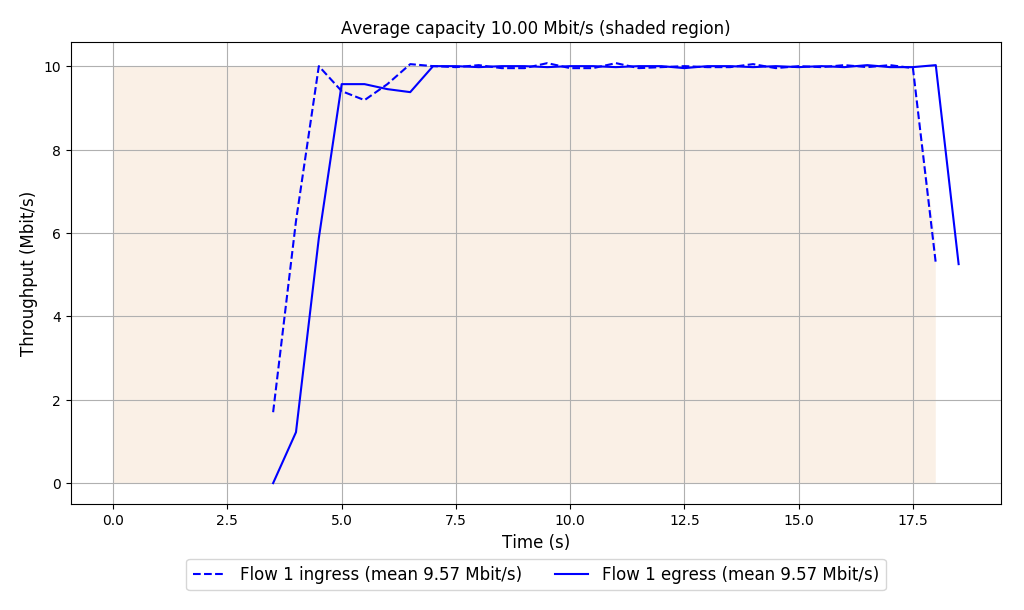 Average capacity 10.00 Mbit/s (shaded region)
Throughput (Mbit/s)
10
8
6
4
2
0
0.0 2.5 5.0 7.5 10.0 12.5 15.0 17.5
Time (s)
Flow 1 ingress (mean 9.57 Mbit/s) Flow 1 egress (mean 9.57 Mbit/s)